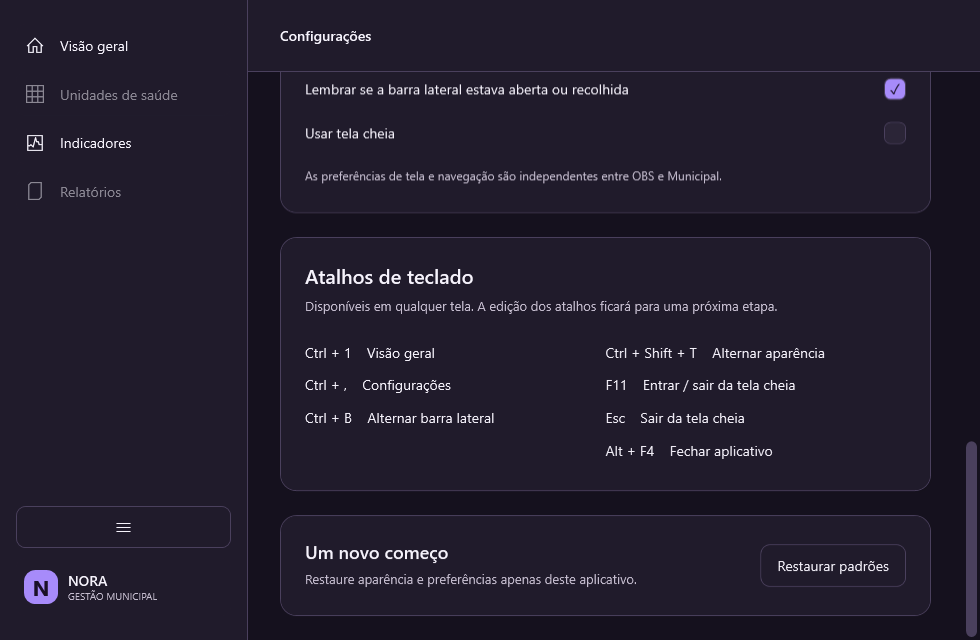 Visão geral
Unidades de saúde
Indicadores
Relatórios
N
NORA
GESTÃO MUNICIPAL
Configurações
Lembrar se a barra lateral estava aberta ou recolhida
Usar tela cheia
As preferências de tela e navegação são independentes entre OBS e Municipal.
Atalhos de teclado
Disponíveis em qualquer tela. A edição dos atalhos ficará para uma próxima etapa.
Ctrl + 1 Visão geral
Ctrl + , Configurações
Ctrl + B Alternar barra lateral
Ctrl + Shift + T Alternar aparência
F11 Entrar / sair da tela cheia
Esc Sair da tela cheia
Alt + F4 Fechar aplicativo
Um novo começo
Restaure aparência e preferências apenas deste aplicativo.
Restaurar padrões